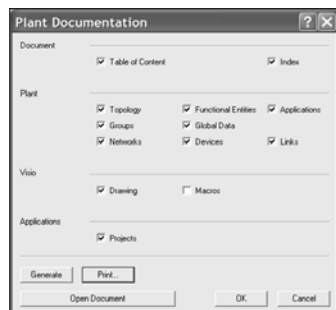 Plant Documentation
Document
Table of Content Index
Plant
Topology Functional Entities Applications
Groups Global Data
Networks Devices Links
Visio
Drawing Macros
Applications
Projects
Generate Print...
Open Document OK Cancel